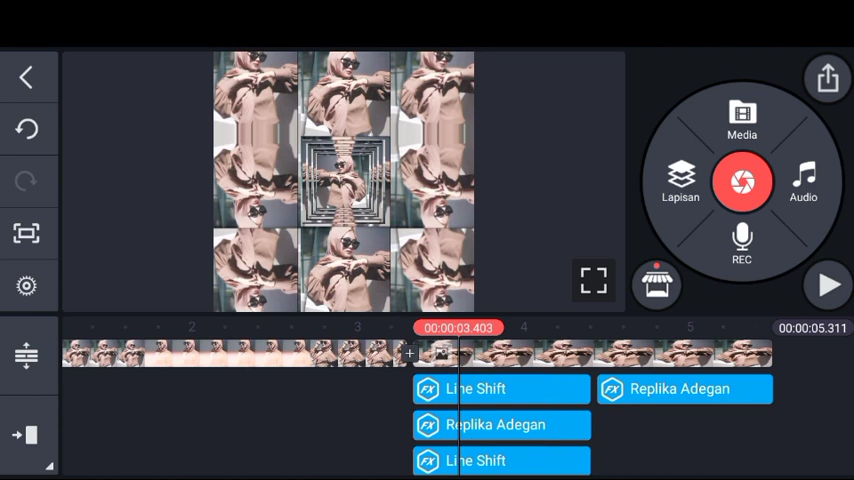 Media
Lapisan
Audio
REC
2
3
00:00:03.403
4
5
00:00:05.311
Line Shift
Replika Adegan
Replika Adegan
Line Shift